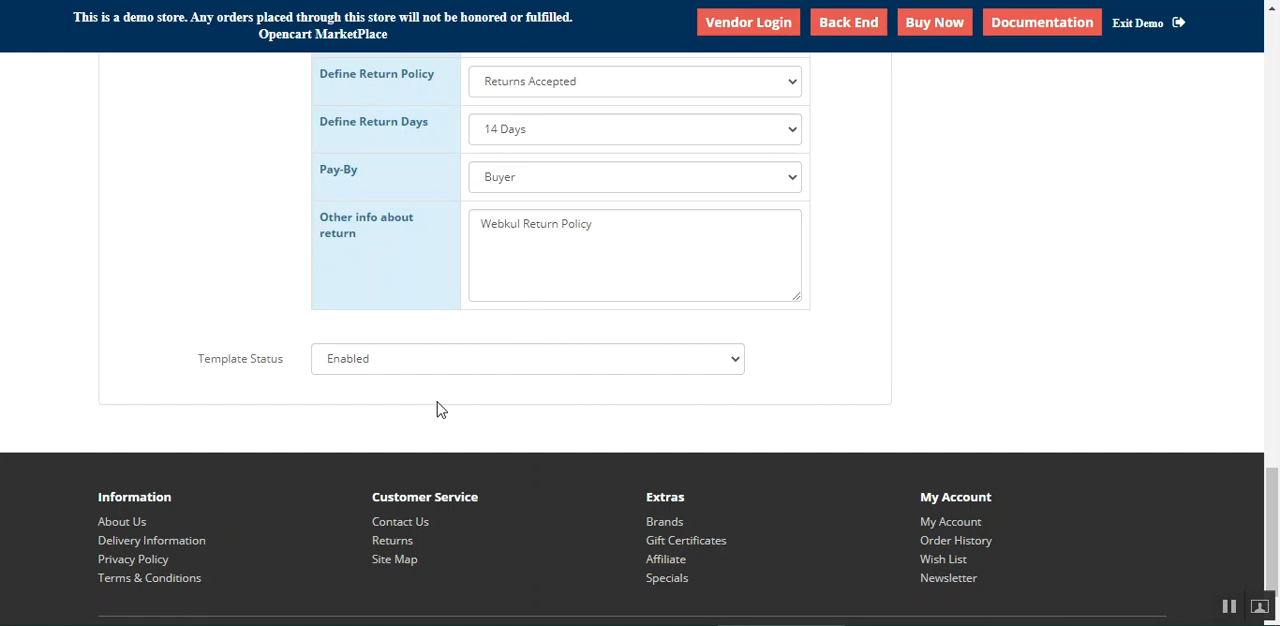 This is a demo store. Any orders placed through this store will not be honored or fulfilled.
Opencart MarketPlace
Vendor Login
Back End
Buy Now
Documentation
Exit Demo
Define Return Policy
Returns Accepted
Define Return Days
14 Days
Pay-By
Buyer
Other info about
return
Webkul Return Policy
Template Status
Enabled
Information
About Us
Delivery Information
Privacy Policy
Terms & Conditions
Customer Service
Contact Us
Returns
Site Map
Extras
Brands
Gift Certificates
Affiliate
Specials
My Account
My Account
Order History
Wish List
Newsletter